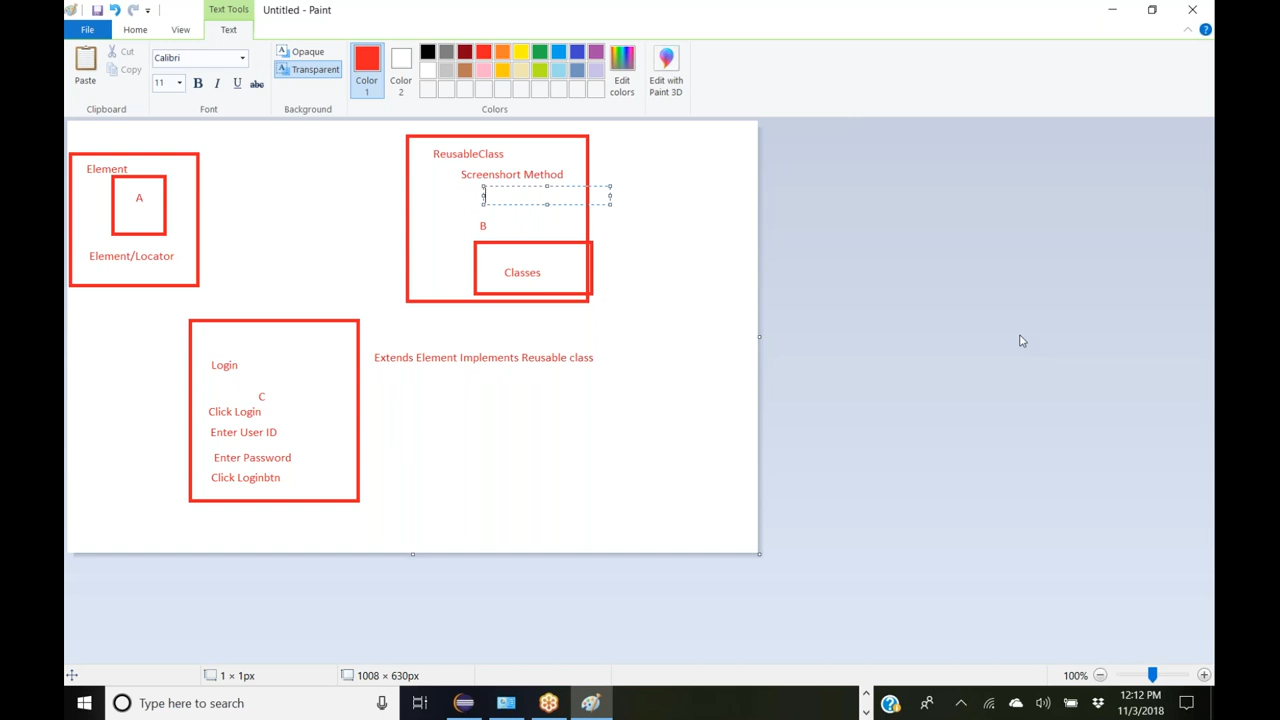 Text Tools
Untitled - Paint
File
Home
View
Text
Paste
Cut
Copy
Clipboard
Calibri
11
B I U abc
Font
Opaque
Transparent
Background
Color 1
Color 2
Edit colors
Colors
Edit with Paint 3D
Element
A
Element/Locator
ReusableClass
Screenshort Method
B
Classes
Login
C
Click Login
Enter User ID
Enter Password
Click Loginbtn
Extends Element Implements Reusable class
1 × 1px
1008 × 630px
100%
Type here to search
12:12 PM
11/3/2018